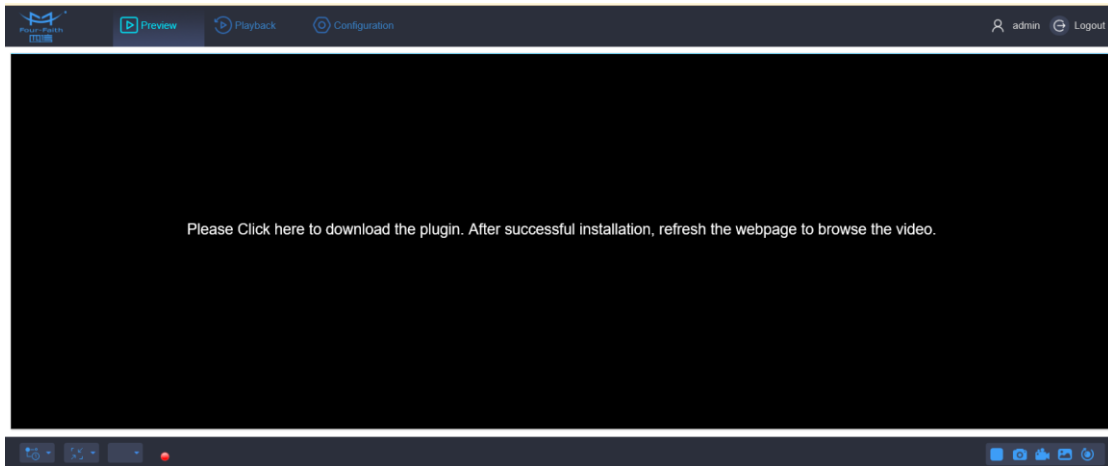 Four-Faith
Preview
Playback
Configuration
admin
Logout
Please Click here to download the plugin. After successful installation, refresh the webpage to browse the video.